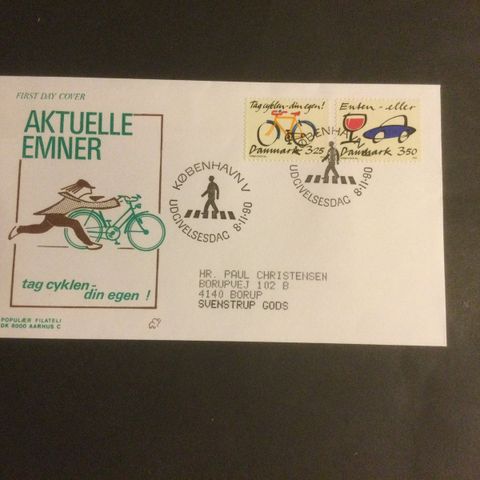 FIRST DAY COVER
AKTUELLE
EMNER
tag cyklen -
din egen !
POPULÆR FILATELI
DK 8000 AARHUS C
Tag cyklen - din egen!
Danmark 3.25
Enten - eller
Danmark 3.50
KØBENHAVN V
UDGIVELSESDAG 8-11-90
KØBENHAVN V
UDGIVELSESDAG 8-11-90
HR. PAUL CHRISTENSEN
BORUPVEJ 102 B
4140 BORUP
SVENSTRUP GODS